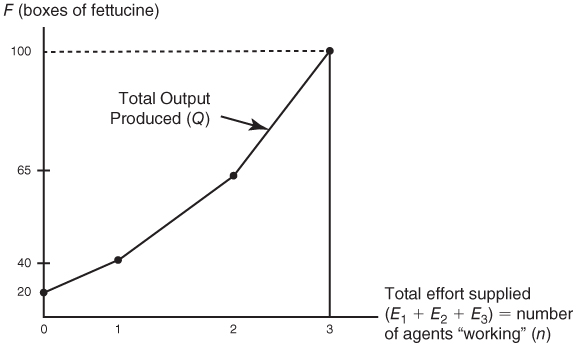 F (boxes of fettucine)
100
Total Output
Produced (Q)
65
40
20
0
1
2
3
Total effort supplied
(E₁ + E₂ + E₃) = number
of agents “working” (n)